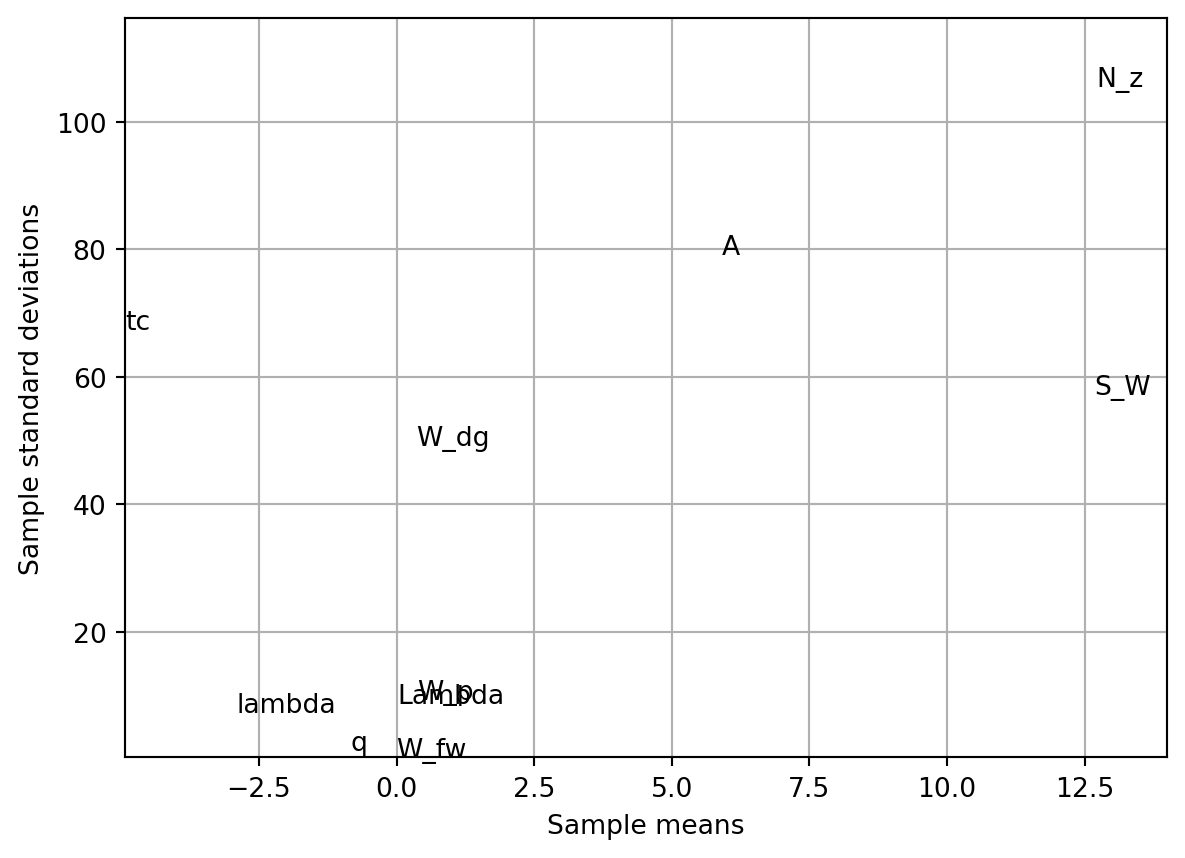 N_z
100
80
A
tc
60
S_W
W_dg
40
Sample standard deviations
20
W_p
Lambda
lambda
q
W_fw
−2.5 0.0 2.5 5.0 7.5 10.0 12.5
Sample means